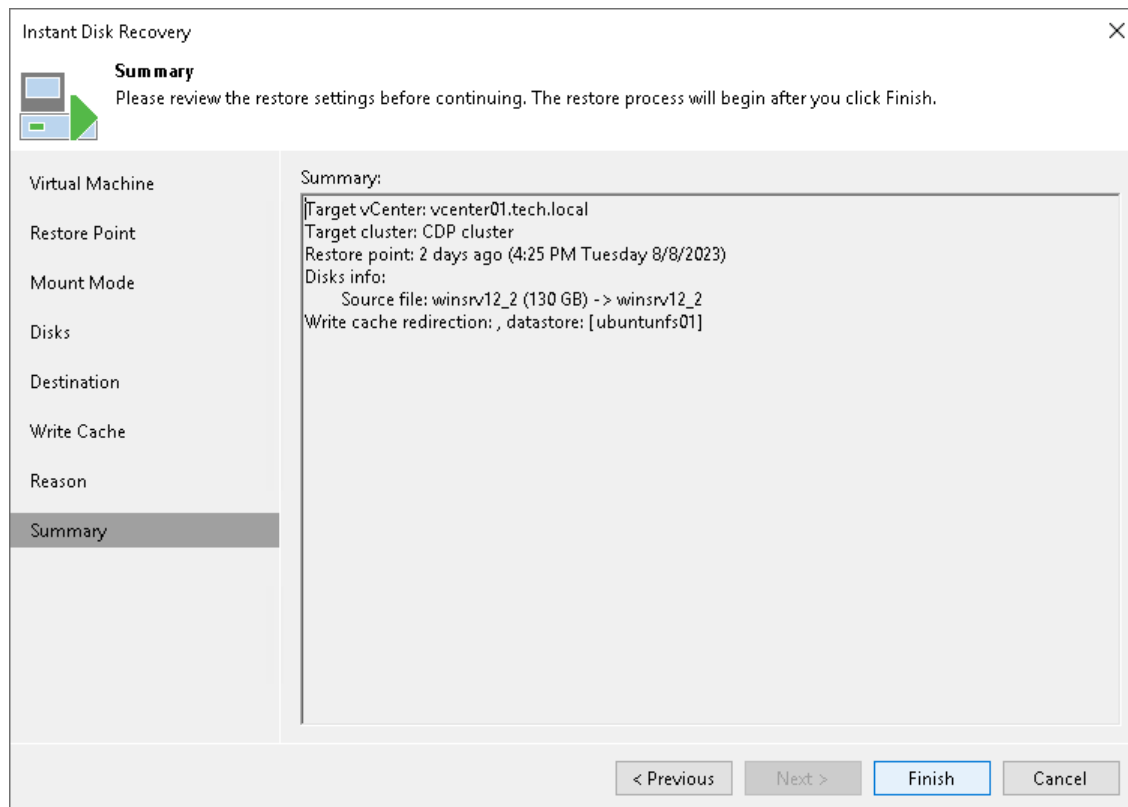 Instant Disk Recovery
Summary
Please review the restore settings before continuing. The restore process will begin after you click Finish.
Virtual Machine
Restore Point
Mount Mode
Disks
Destination
Write Cache
Reason
Summary
Summary:
Target vCenter: vcenter01.tech.local
Target cluster: CDP cluster
Restore point: 2 days ago (4:25 PM Tuesday 8/8/2023)
Disks info:
Source file: winsrv12_2 (130 GB) -> winsrv12_2
Write cache redirection: , datastore: [ubuntunfs01]
< Previous
Next >
Finish
Cancel